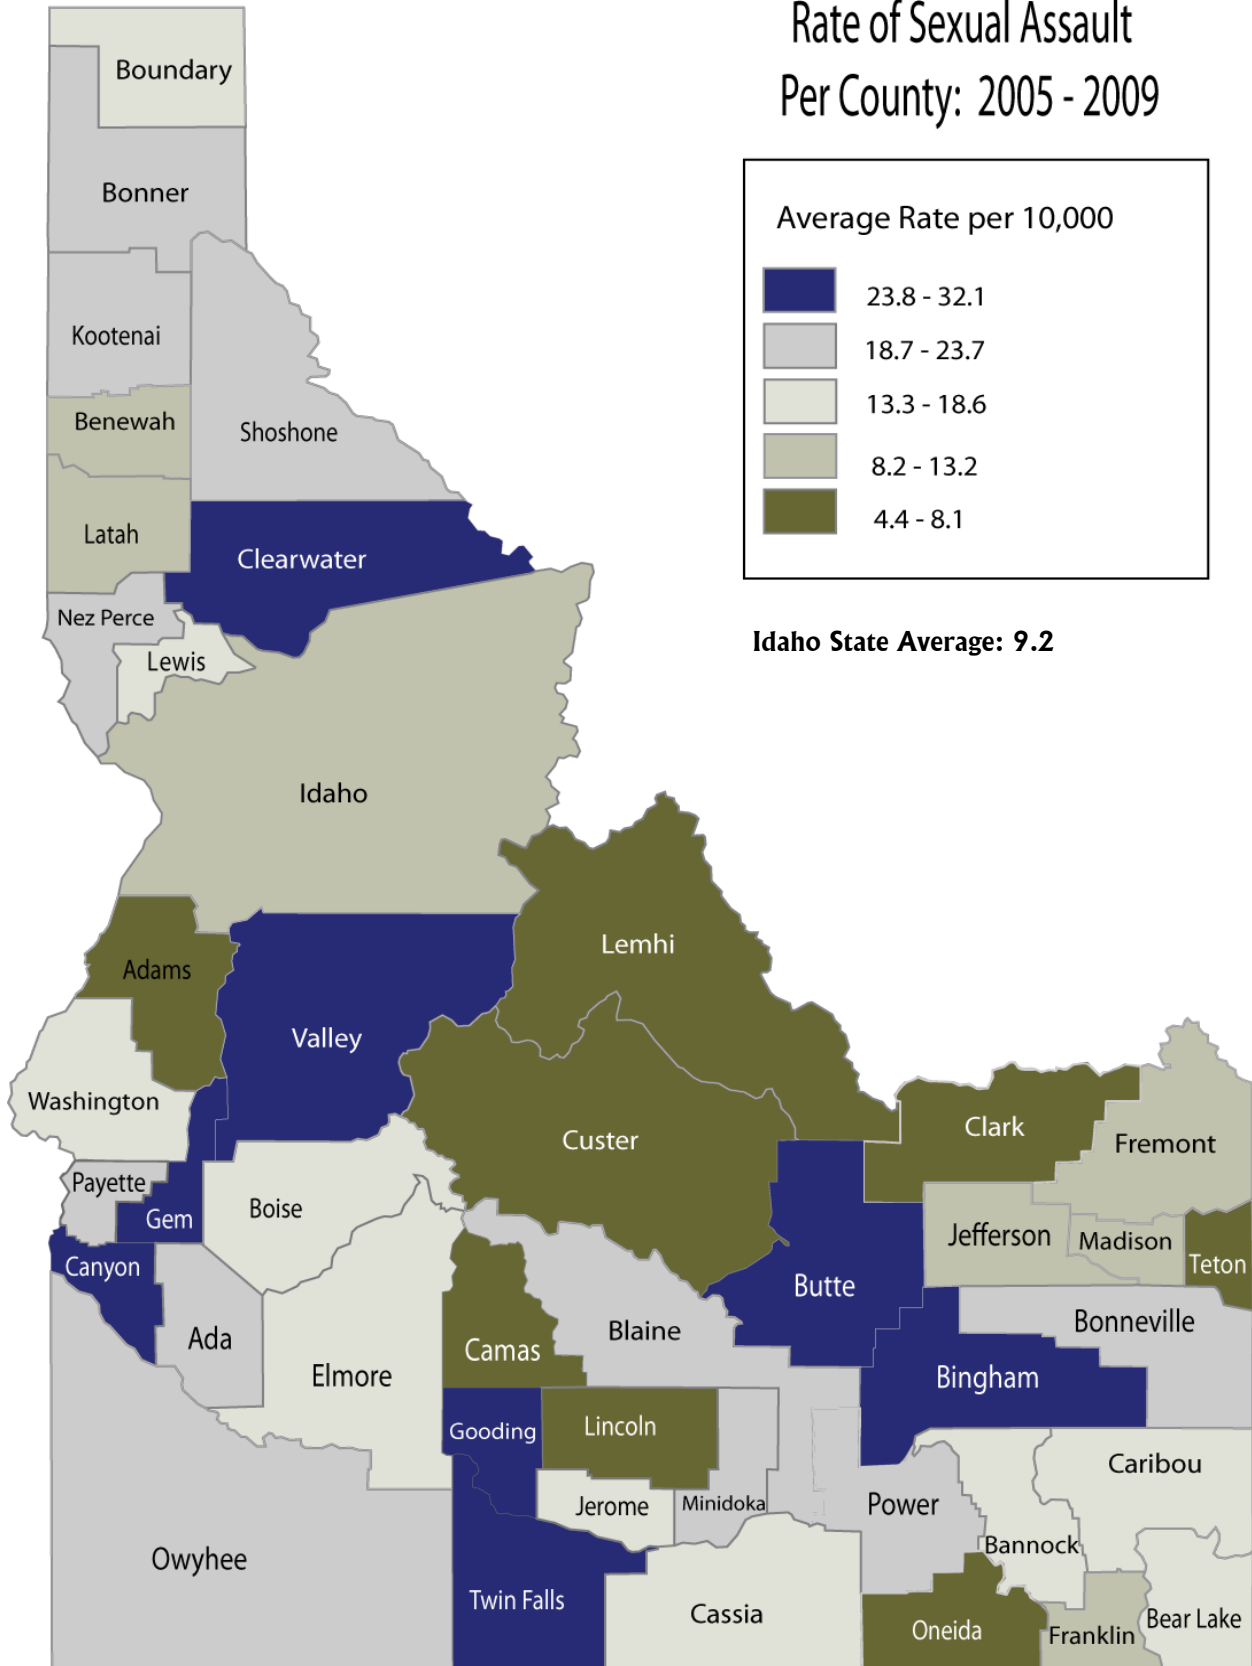 Rate of Sexual Assault
Per County: 2005 - 2009
Average Rate per 10,000
23.8 - 32.1
18.7 - 23.7
13.3 - 18.6
8.2 - 13.2
4.4 - 8.1
Idaho State Average: 9.2
Boundary
Bonner
Kootenai
Benewah
Shoshone
Latah
Clearwater
Nez Perce
Lewis
Idaho
Lemhi
Adams
Valley
Washington
Custer
Clark
Fremont
Payette
Gem
Boise
Jefferson
Madison
Teton
Canyon
Butte
Ada
Blaine
Bonneville
Elmore
Camas
Bingham
Gooding
Lincoln
Caribou
Jerome
Minidoka
Power
Bannock
Owyhee
Twin Falls
Cassia
Oneida
Franklin
Bear Lake